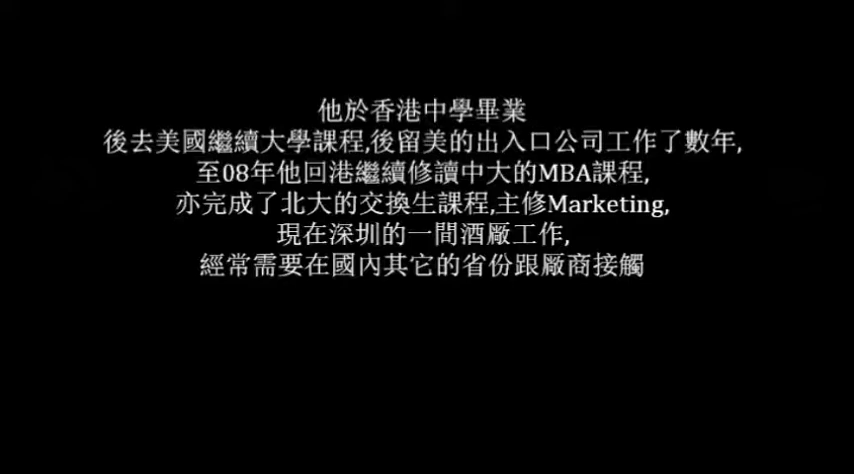 他於香港中學畢業
後去美國繼續大學課程,後留美的出入口公司工作了數年,
至08年他回港繼續修讀中大的MBA課程,
亦完成了北大的交換生課程,主修Marketing,
現在深圳的一間酒厰工作,
經常需要在國內其它的省份跟厰商接觸